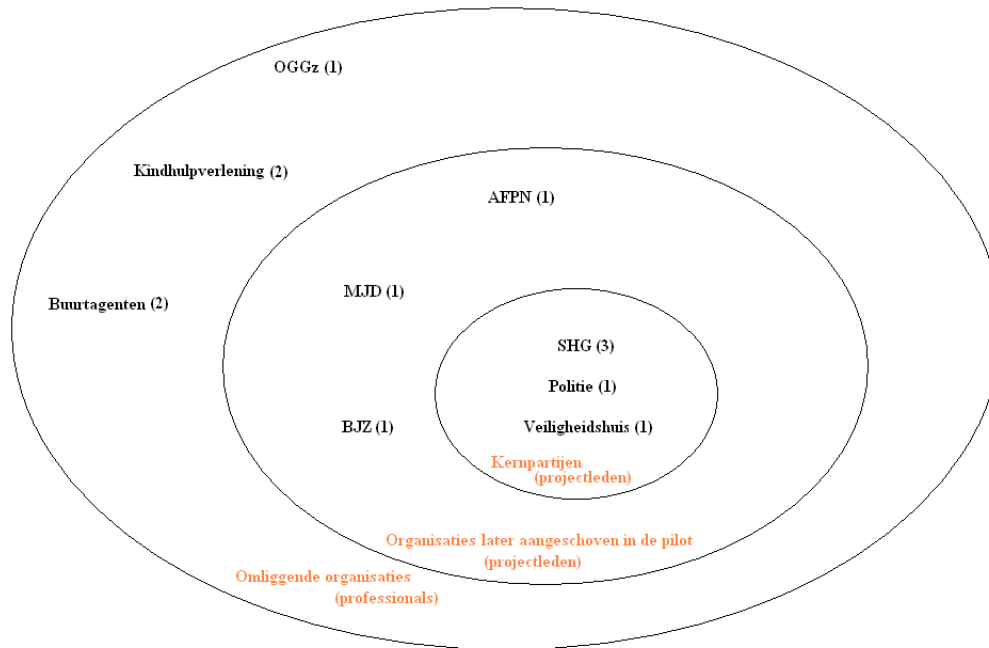 OGGz (1)
Kindhulpverlening (2)
AFPN (1)
MJD (1)
Buurtagenten (2)
SHG (3)
Politie (1)
BJZ (1)
Veiligheidshuis (1)
Kernpartijen
(projectleden)
Organisaties later aangeschoven in de pilot
(projectleden)
Omliggende organisaties
(professionals)